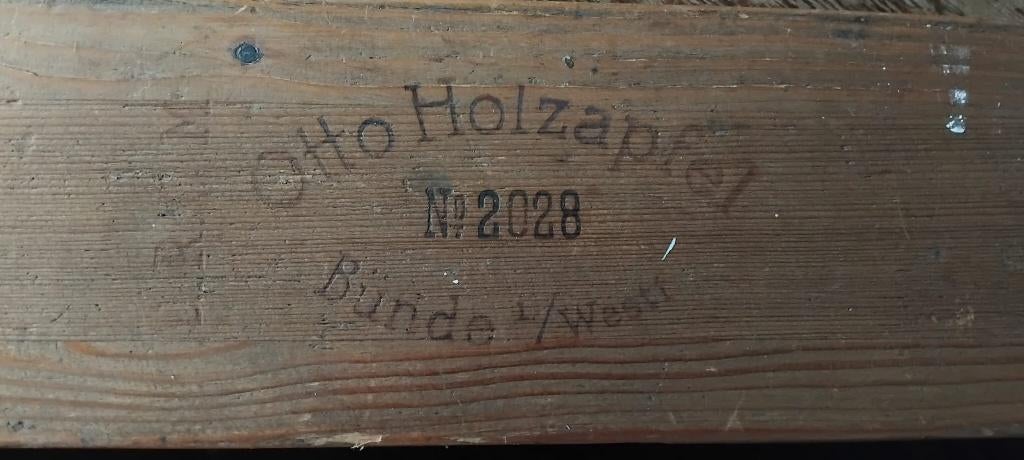 Otto Holzapfel
No 2028
Bünde i/Westf